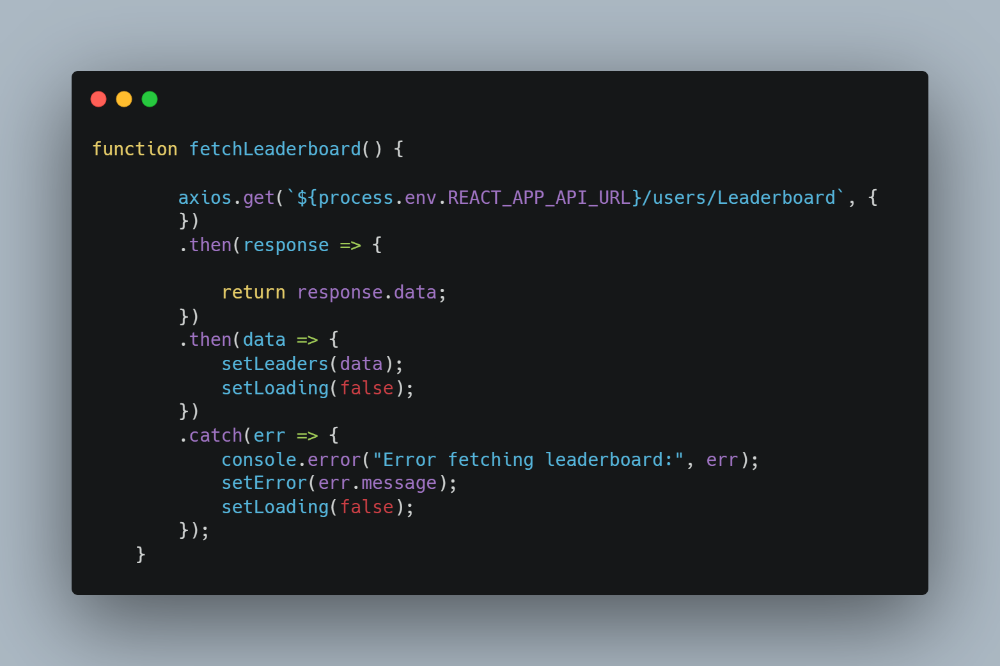 function fetchLeaderboard() {

        axios.get(`${process.env.REACT_APP_API_URL}/users/Leaderboard`, {
        })
        .then(response => {

            return response.data;
        })
        .then(data => {
            setLeaders(data);
            setLoading(false);
        })
        .catch(err => {
            console.error("Error fetching leaderboard:", err);
            setError(err.message);
            setLoading(false);
        });
    }